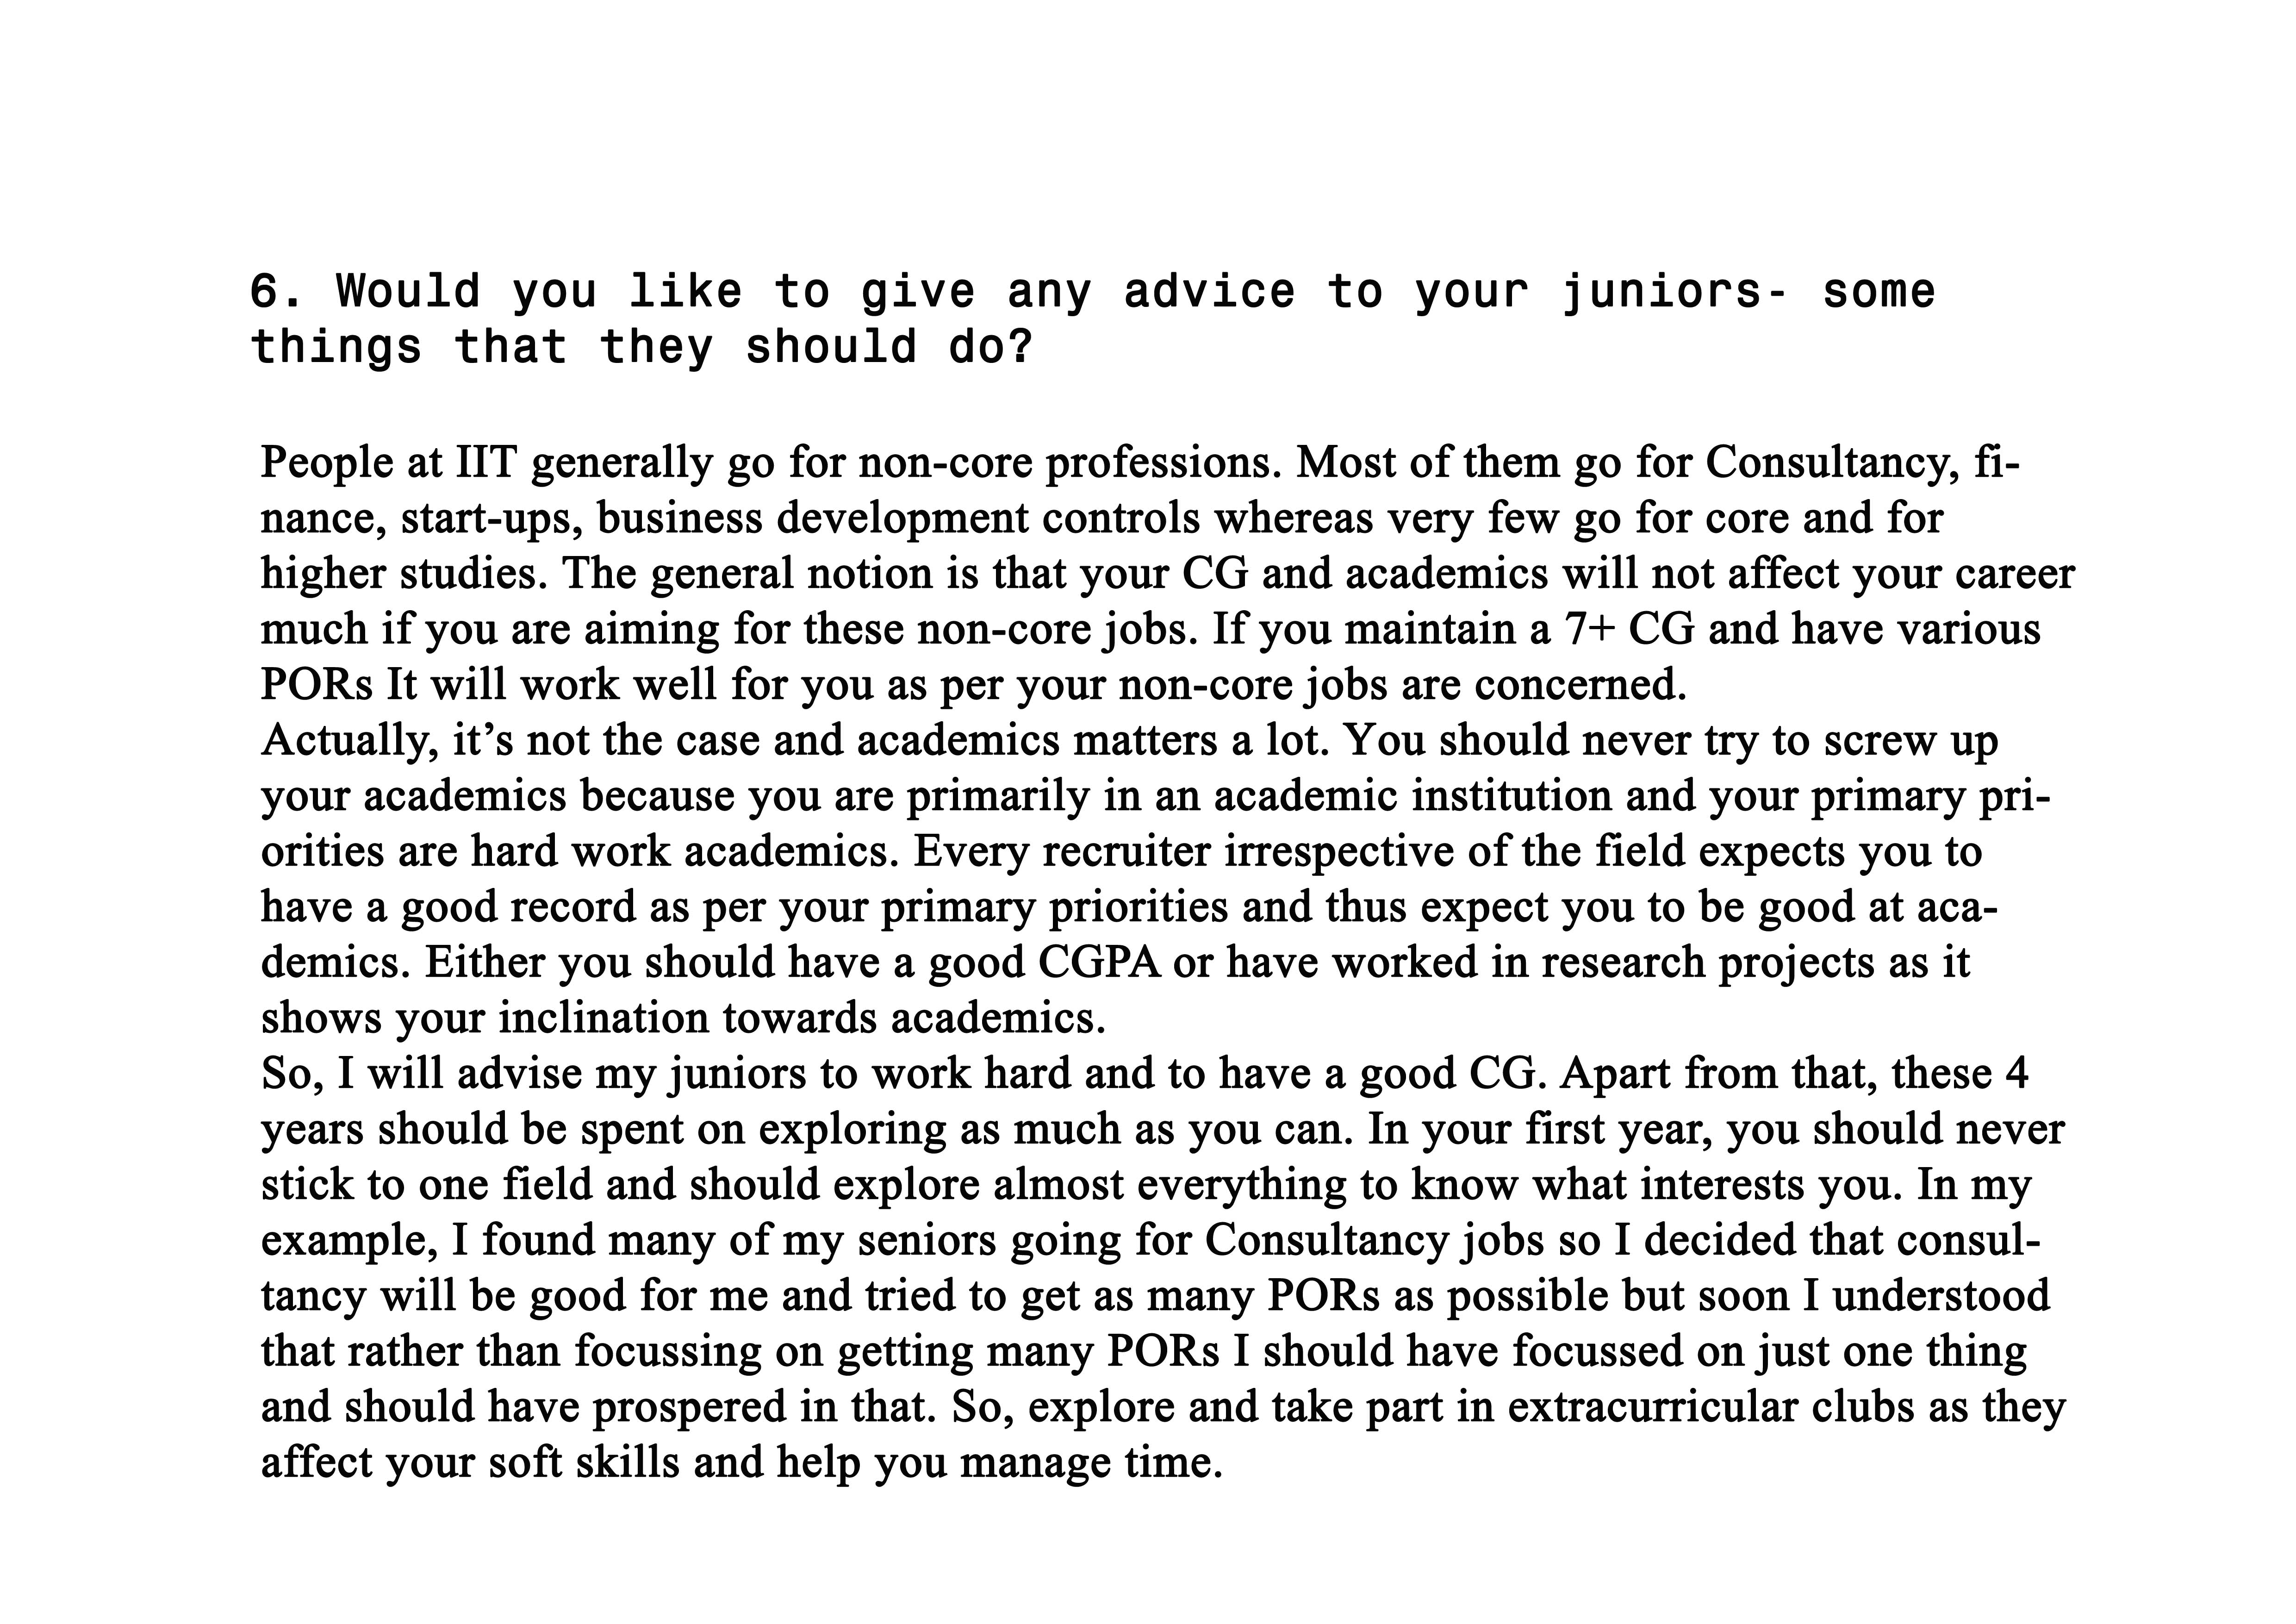 6. Would you like to give any advice to your juniors- some
things that they should do?
People at IIT generally go for non-core professions. Most of them go for Consultancy, fi-
nance, start-ups, business development controls whereas very few go for core and for
higher studies. The general notion is that your CG and academics will not affect your career
much if you are aiming for these non-core jobs. If you maintain a 7+ CG and have various
PORs It will work well for you as per your non-core jobs are concerned.
Actually, it’s not the case and academics matters a lot. You should never try to screw up
your academics because you are primarily in an academic institution and your primary pri-
orities are hard work academics. Every recruiter irrespective of the field expects you to
have a good record as per your primary priorities and thus expect you to be good at aca-
demics. Either you should have a good CGPA or have worked in research projects as it
shows your inclination towards academics.
So, I will advise my juniors to work hard and to have a good CG. Apart from that, these 4
years should be spent on exploring as much as you can. In your first year, you should never
stick to one field and should explore almost everything to know what interests you. In my
example, I found many of my seniors going for Consultancy jobs so I decided that consul-
tancy will be good for me and tried to get as many PORs as possible but soon I understood
that rather than focussing on getting many PORs I should have focussed on just one thing
and should have prospered in that. So, explore and take part in extracurricular clubs as they
affect your soft skills and help you manage time.